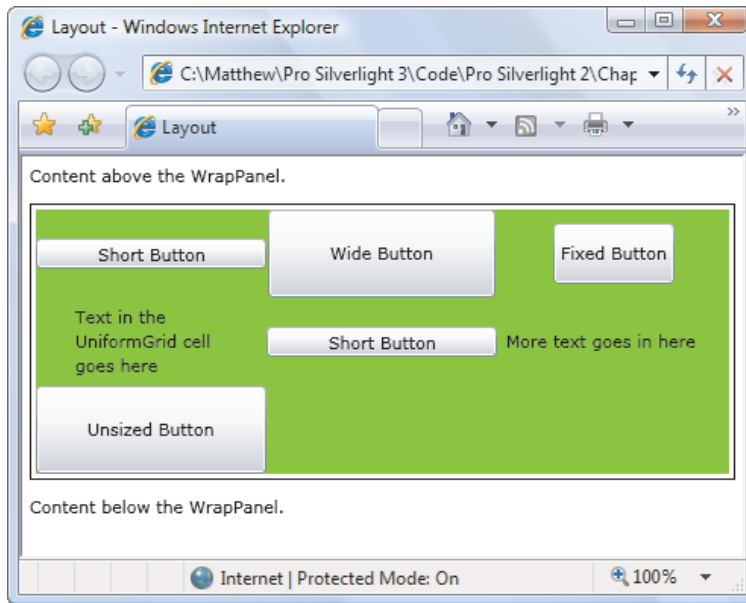 Layout - Windows Internet Explorer
C:\Matthew\Pro Silverlight 3\Code\Pro Silverlight 2\Chap
Layout
Content above the WrapPanel.
Short Button
Wide Button
Fixed Button
Text in the
UniformGrid cell
goes here
Short Button
More text goes in here
Unsized Button
Content below the WrapPanel.
Internet | Protected Mode: On
100%